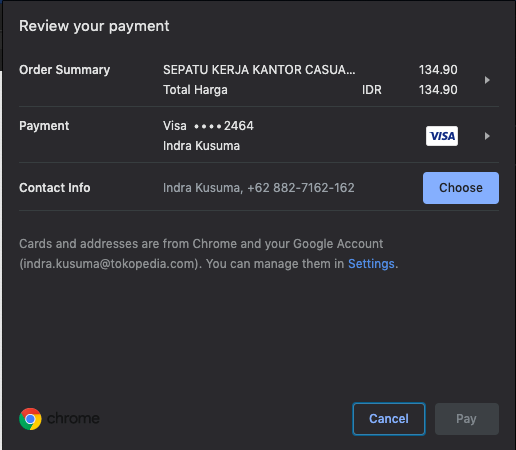 Review your payment
Order Summary SEPATU KERJA KANTOR CASUA... 134.90
Total Harga IDR 134.90
Payment Visa ••••2464
VISA
Indra Kusuma
Contact Info Indra Kusuma, +62 882-7162-162 Choose
Cards and addresses are from Chrome and your Google Account
(indra.kusuma@tokopedia.com). You can manage them in Settings.
chrome Cancel Pay